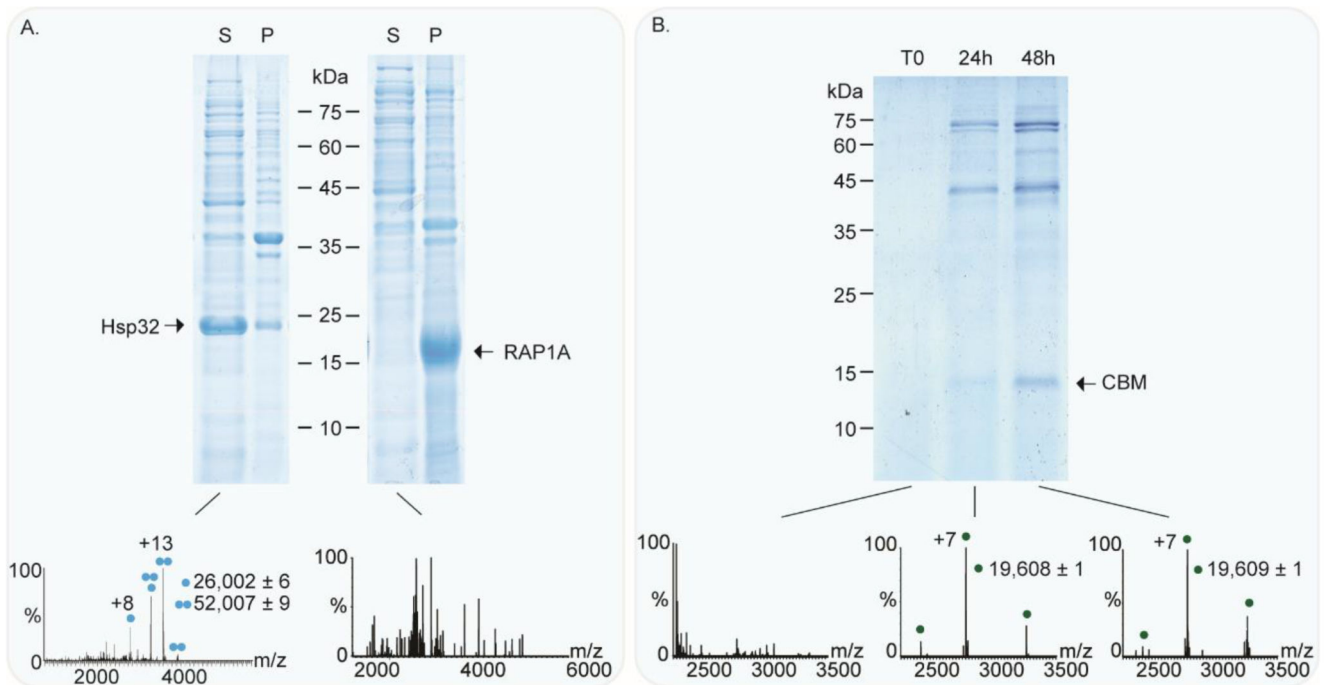 A.
S P
S P
kDa
75
60
45
35
25
15
10
Hsp32
RAP1A
+13
100
26,002 ± 6
52,007 ± 9
+8
%
0
2000 4000
m/z
100
%
0
2000 4000 6000
m/z
B.
T0 24h 48h
kDa
75
60
45
35
25
15
10
CBM
100
%
0
2500 3000 3500
m/z
100
+7
19,608 ± 1
%
0
2500 3000 3500
m/z
100
+7
19,609 ± 1
%
0
2500 3000 3500
m/z